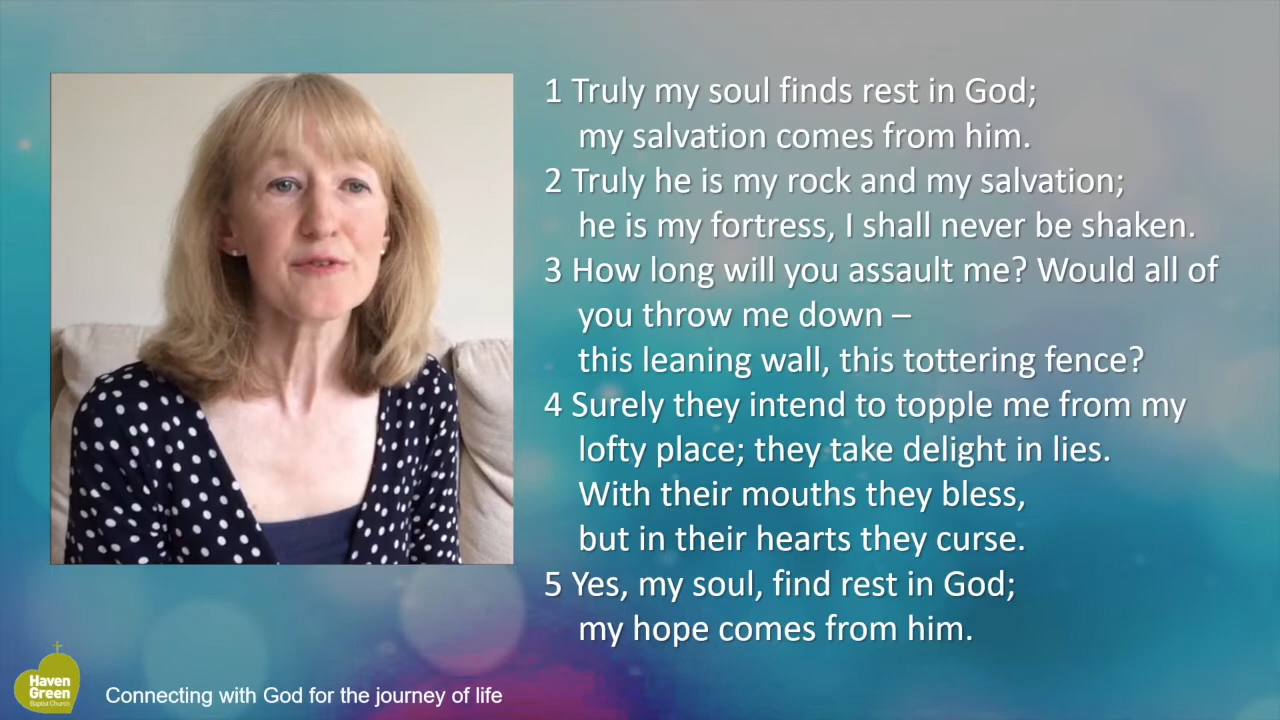 1 Truly my soul finds rest in God;
my salvation comes from him.
2 Truly he is my rock and my salvation;
he is my fortress, I shall never be shaken.
3 How long will you assault me? Would all of
you throw me down –
this leaning wall, this tottering fence?
4 Surely they intend to topple me from my
lofty place; they take delight in lies.
With their mouths they bless,
but in their hearts they curse.
5 Yes, my soul, find rest in God;
my hope comes from him.
Haven
Green
Baptist Church
Connecting with God for the journey of life